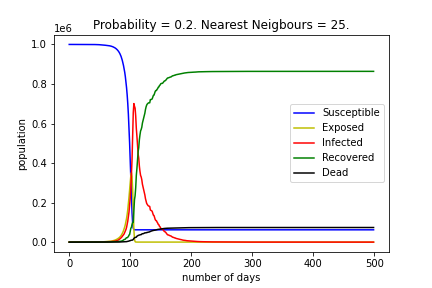 Probability = 0.2. Nearest Neigbours = 25.
1e6
1.0
0.8
0.6
0.4
0.2
0.0
population
Susceptible
Exposed
Infected
Recovered
Dead
0 100 200 300 400 500
number of days